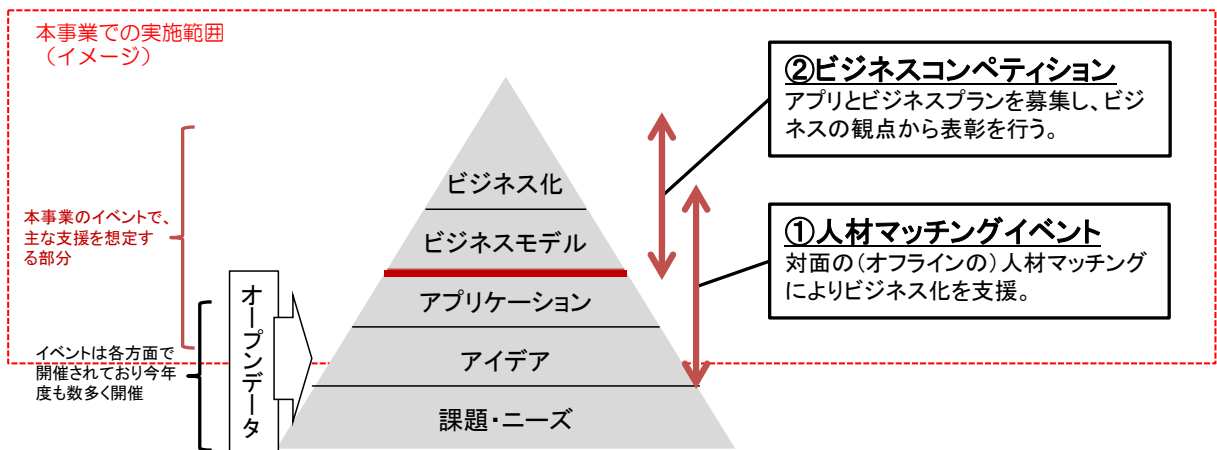 本事業での実施範囲
（イメージ）
②ビジネスコンペティション
アプリとビジネスプランを募集し、ビジ
ネスの観点から表彰を行う。
①人材マッチングイベント
対面の（オフラインの）人材マッチング
によりビジネス化を支援。
本事業のイベントで、
主な支援を想定す
る部分
イベントは各方面で
開催されており今年
度も数多く開催
オープンデータ
ビジネス化
ビジネスモデル
アプリケーション
アイデア
課題・ニーズ